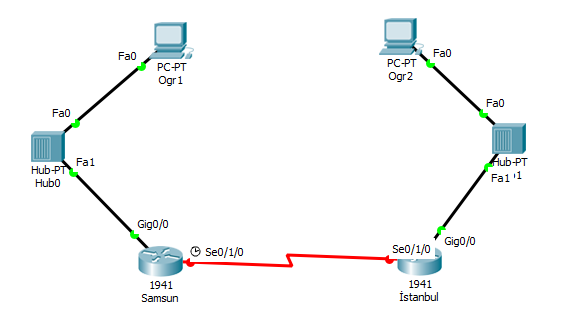 Fa0
PC-PT
Ogr1
Fa0
Hub-PT
Hub0
Fa1
Gig0/0
Se0/1/0
1941
Samsun
Fa0
PC-PT
Ogr2
Fa0
Hub-PT
Fa1
1
Gig0/0
Se0/1/0
1941
İstanbul